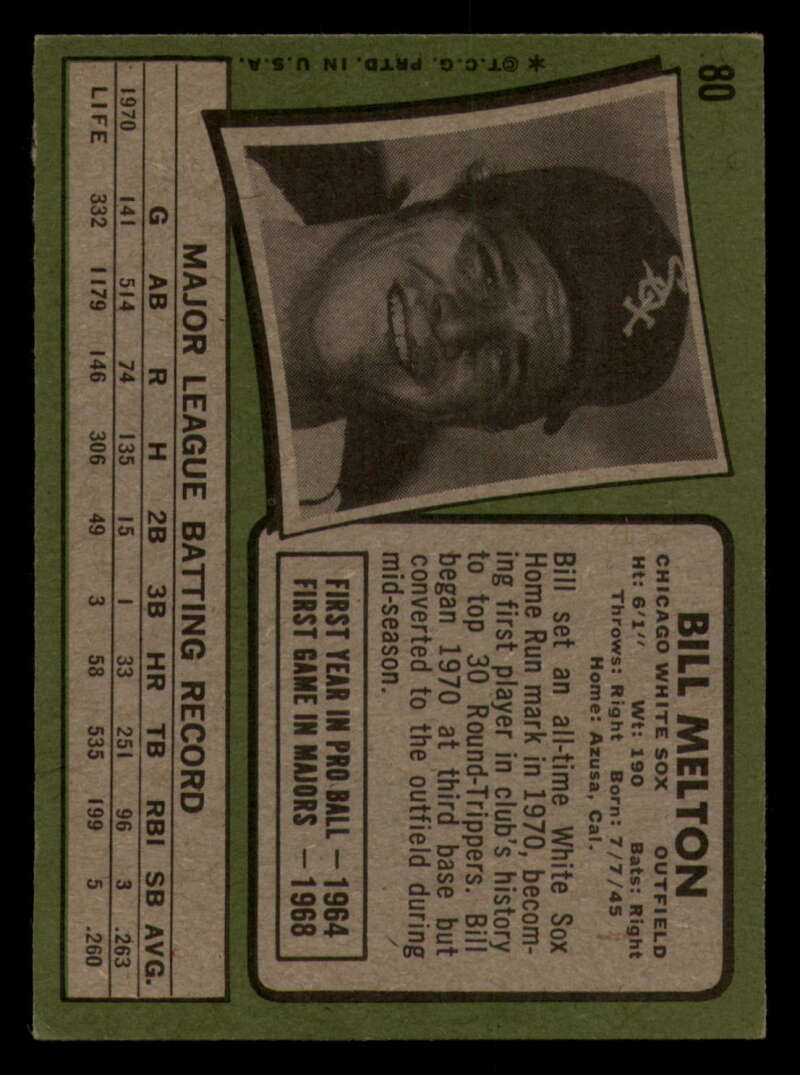 80
* ©T.C.G. PRTD. IN U.S.A.
Sox
BILL MELTON
CHICAGO WHITE SOX OUTFIELD
Ht: 6'1" Wt: 190 Bats: Right
Throws: Right Born: 7/7/45
Home: Azusa, Cal.
Bill set an all-time White Sox
Home Run mark in 1970, becom-
ing first player in club's history
to top 30 Round-Trippers. Bill
began 1970 at third base but
converted to the outfield during
mid-season.
FIRST YEAR IN PRO BALL — 1964
FIRST GAME IN MAJORS — 1968
MAJOR LEAGUE BATTING RECORD
G AB R H 2B 3B HR TB RBI SB AVG.
1970 141 514 74 135 15 1 33 251 96 3 .263
LIFE 332 1179 146 306 49 3 58 535 199 5 .260